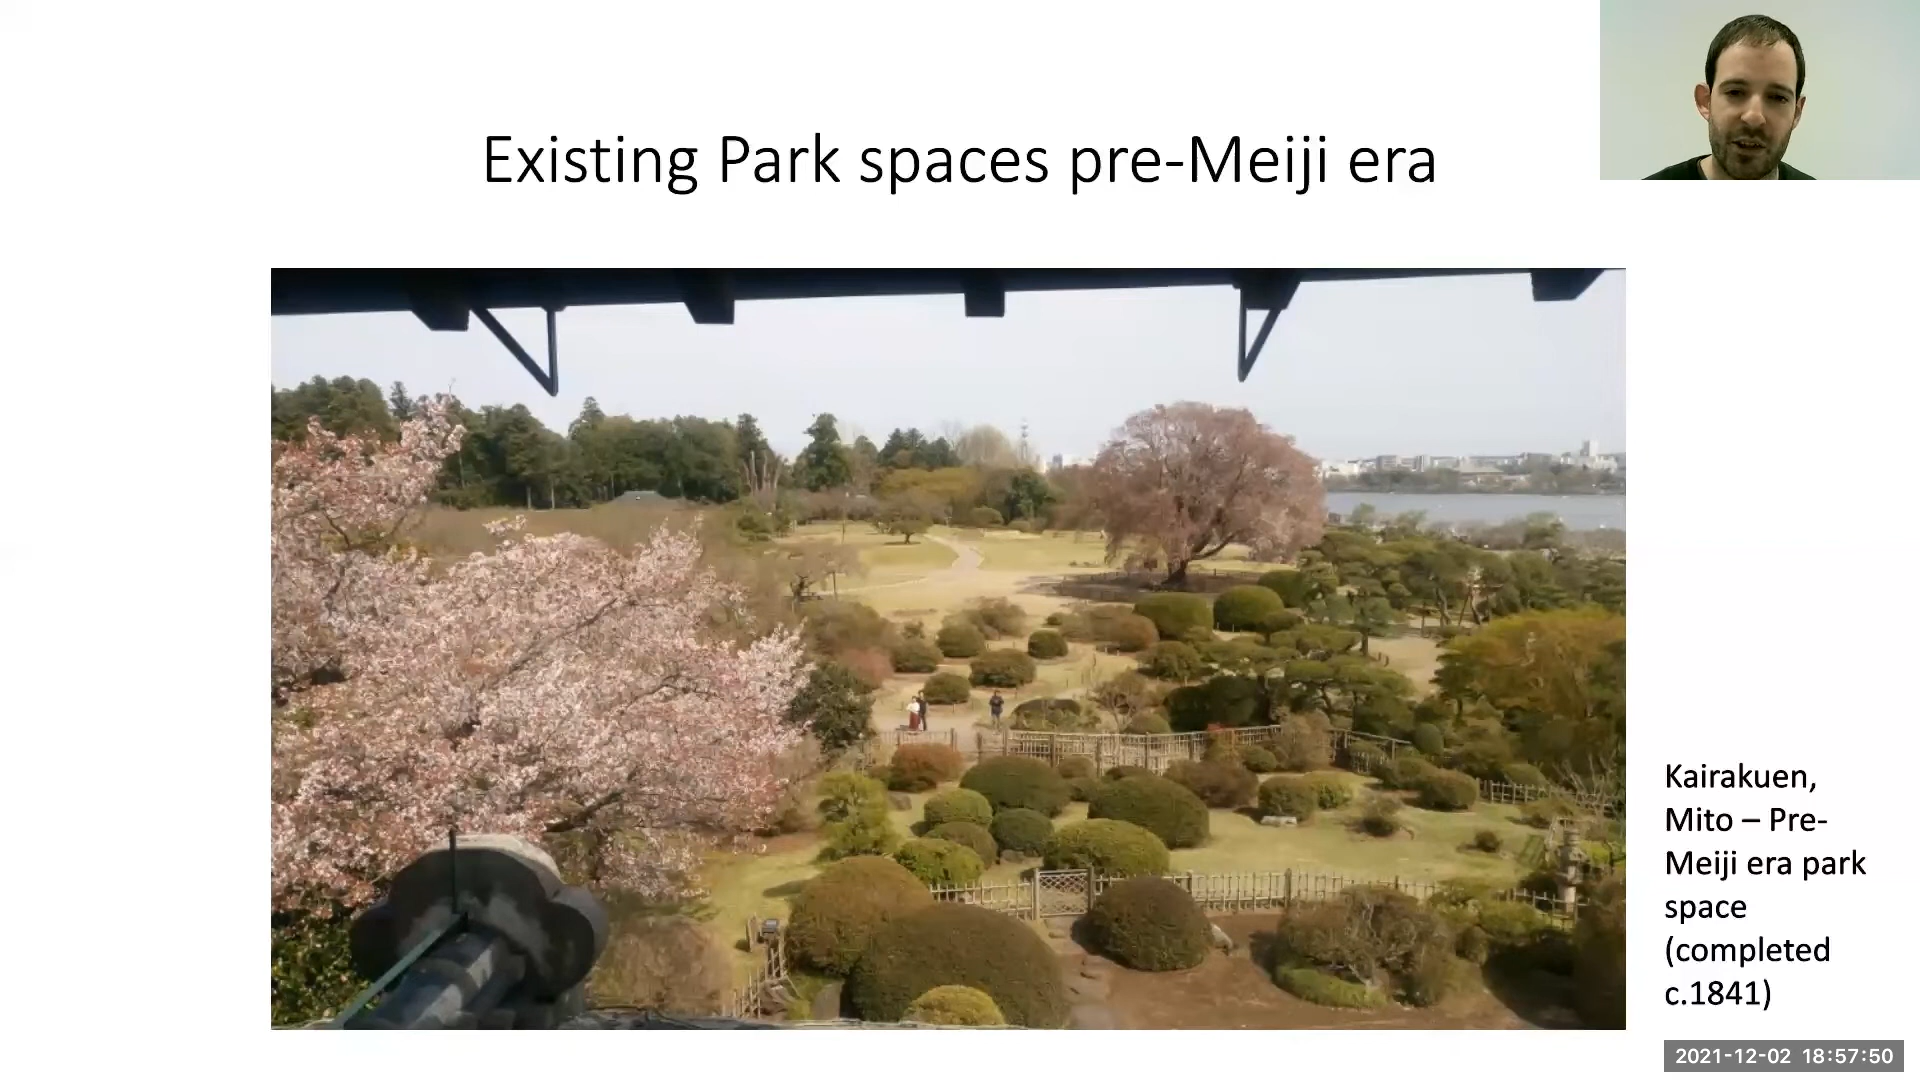 Existing Park spaces pre-Meiji era
Kairakuen,
Mito – Pre-
Meiji era park
space
(completed
c.1841)
2021-12-02 18:57:50